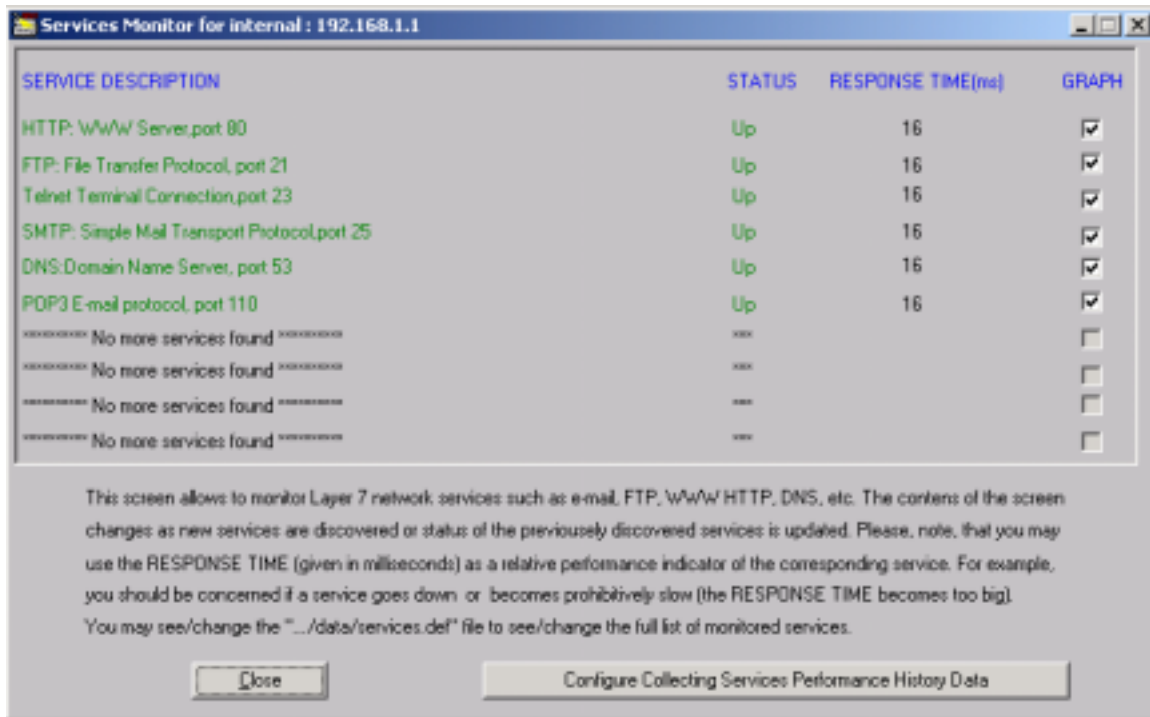 Services Monitor for internal : 192.168.1.1
SERVICE DESCRIPTION STATUS RESPONSE TIME(ms) GRAPH
HTTP: WWW Server,port 80 Up 16
FTP: File Transfer Protocol, port 21 Up 16
Telnet Terminal Connection,port 23 Up 16
SMTP: Simple Mail Transport Protocol,port 25 Up 16
DNS:Domain Name Server, port 53 Up 16
POP3 E-mail protocol, port 110 Up 16
********** No more services found ********** ***
********** No more services found ********** ***
********** No more services found ********** ***
********** No more services found ********** ***
This screen allows to monitor Layer 7 network services such as e-mail, FTP, WWW HTTP, DNS, etc. The contens of the screen
changes as new services are discovered or status of the previousely discovered services is updated. Please, note, that you may
use the RESPONSE TIME (given in milliseconds) as a relative performance indicator of the corresponding service. For example,
you should be concerned if a service goes down or becomes prohibitively slow (the RESPONSE TIME becomes too big).
You may see/change the ".../data/services.def" file to see/change the full list of monitored services.
Close Configure Collecting Services Performance History Data